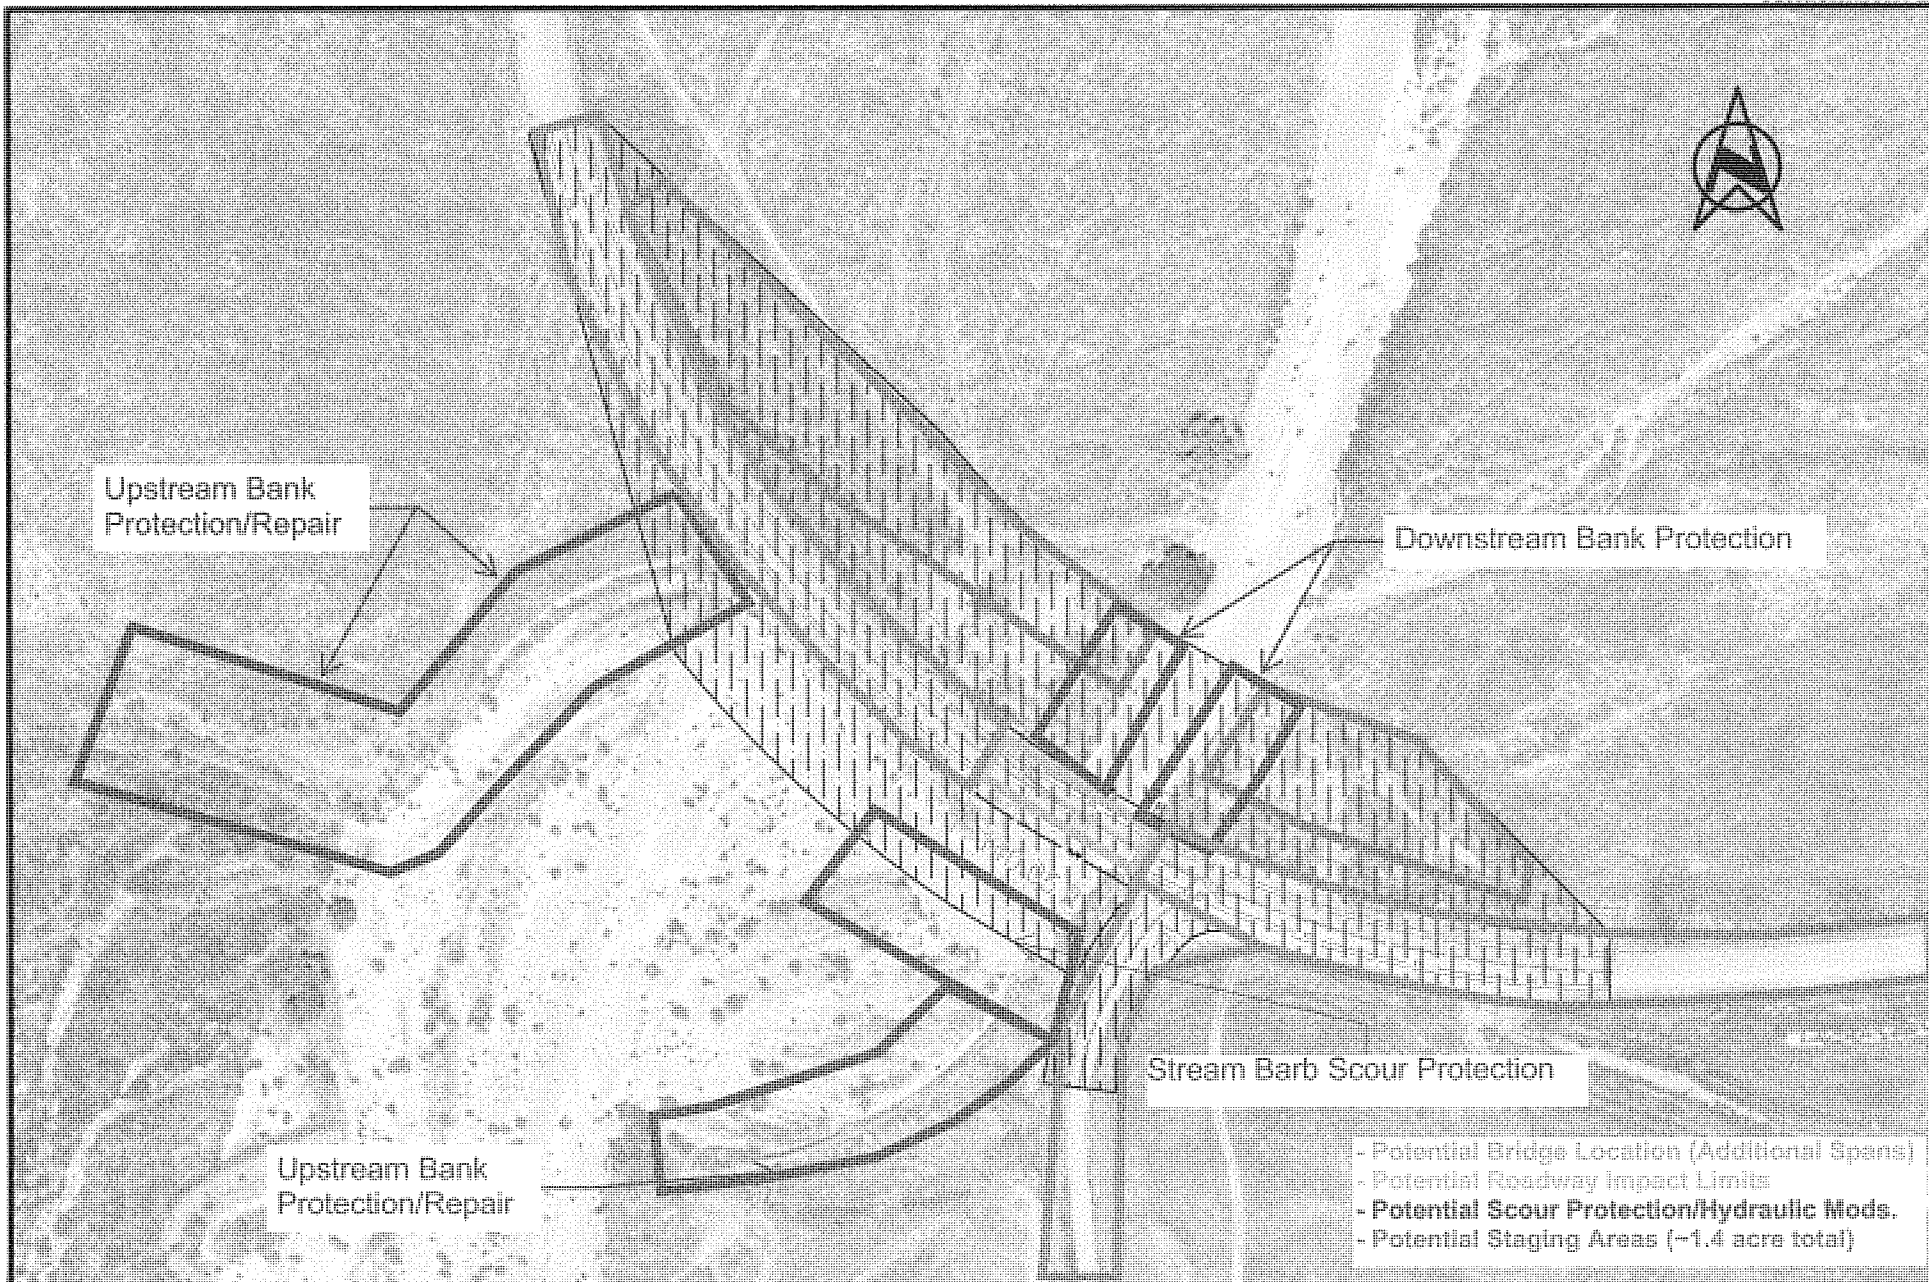 Upstream Bank
Protection/Repair
Downstream Bank Protection
Stream Barb Scour Protection
Upstream Bank
Protection/Repair
- Potential Bridge Location (Additional Spans)
- Potential Roadway Impact Limits
- Potential Scour Protection/Hydraulic Mods.
- Potential Staging Areas (~1.4 acre total)